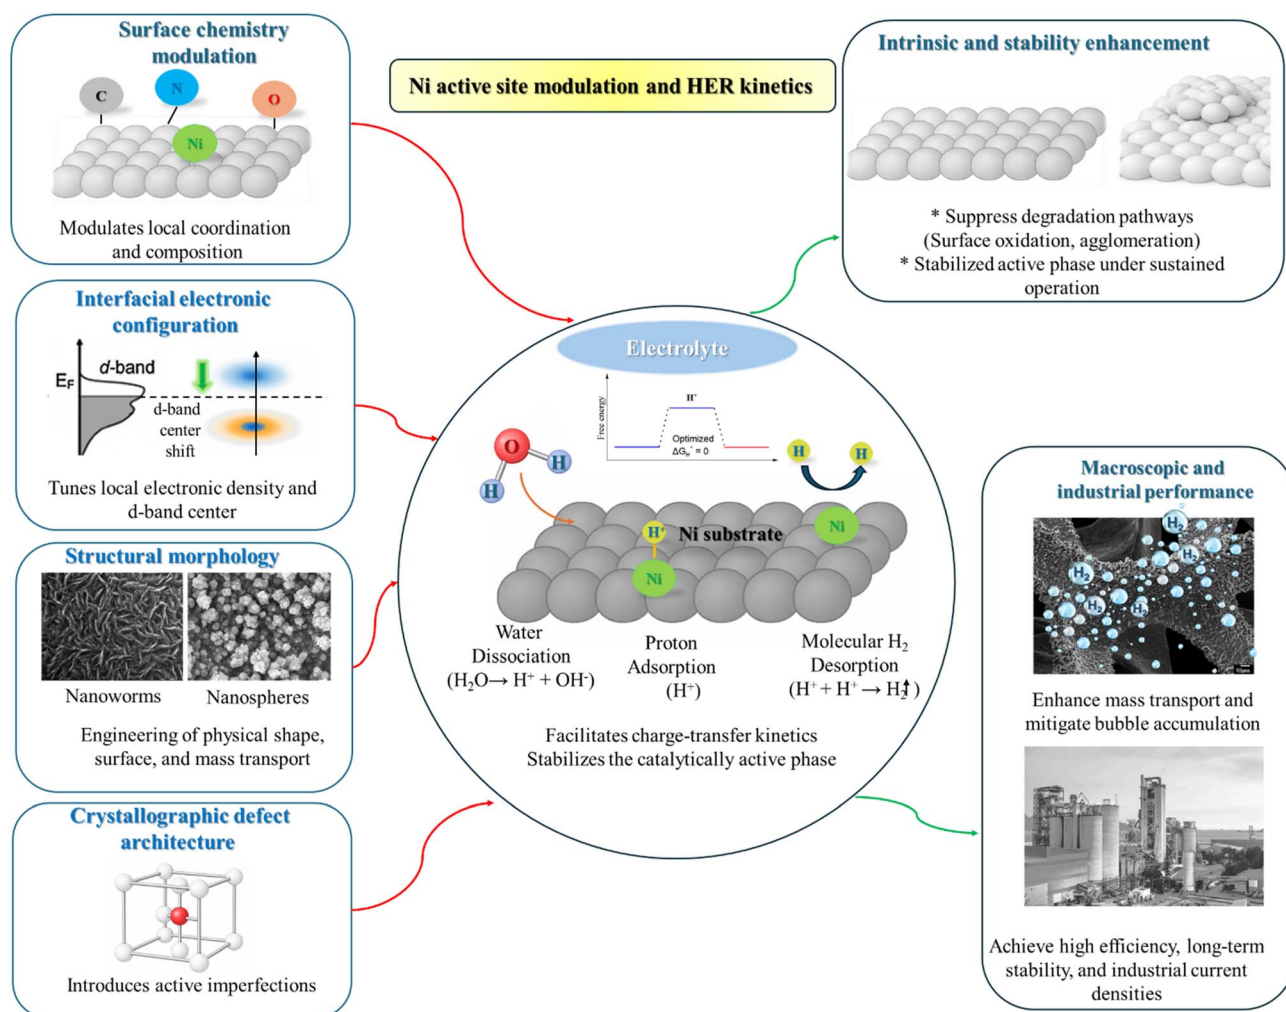 Surface chemistry
modulation
C
N
O
Ni
Modulates local coordination
and composition
Interfacial electronic
configuration
d-band
E_F
d-band
center
shift
Tunes local electronic density and
d-band center
Structural morphology
Nanoworms
Nanospheres
Engineering of physical shape,
surface, and mass transport
Crystallographic defect
architecture
Introduces active imperfections
Ni active site modulation and HER kinetics
Electrolyte
Free energy
H⁺
Optimized
ΔG_H* = 0
O
H
H
H
H
H⁺
Ni substrate
Ni
Ni
Water
Dissociation
(H₂O→ H⁺ + OH⁻)
Proton
Adsorption
(H⁺)
Molecular H₂
Desorption
(H⁺ + H⁺ → H₂↑)
Facilitates charge-transfer kinetics
Stabilizes the catalytically active phase
Intrinsic and stability enhancement
* Suppress degradation pathways
(Surface oxidation, agglomeration)
* Stabilized active phase under sustained
operation
Macroscopic and
industrial performance
H₂
H₂
H₂
H₂
H₂
Enhance mass transport and
mitigate bubble accumulation
Achieve high efficiency, long-term
stability, and industrial current
densities